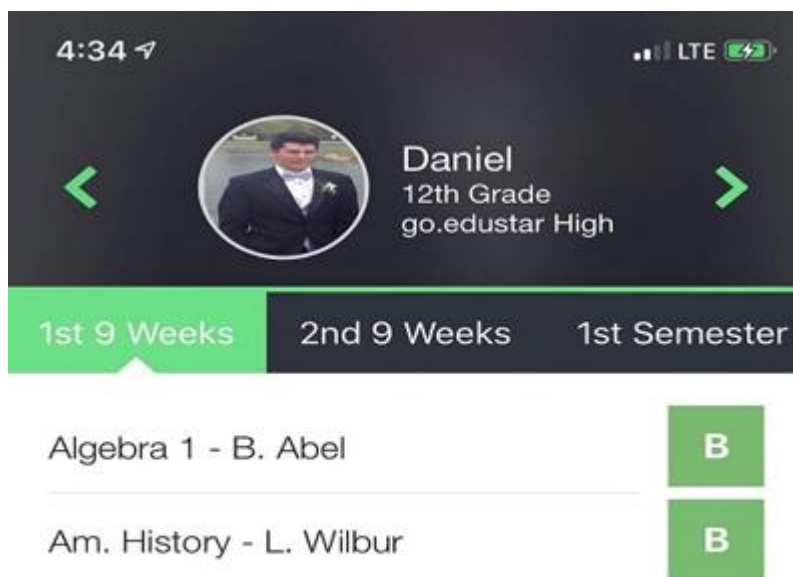 4:34 LTE
Daniel
12th Grade
go.edustar High
1st 9 Weeks 2nd 9 Weeks 1st Semester
Algebra 1 - B. Abel B
Am. History - L. Wilbur B